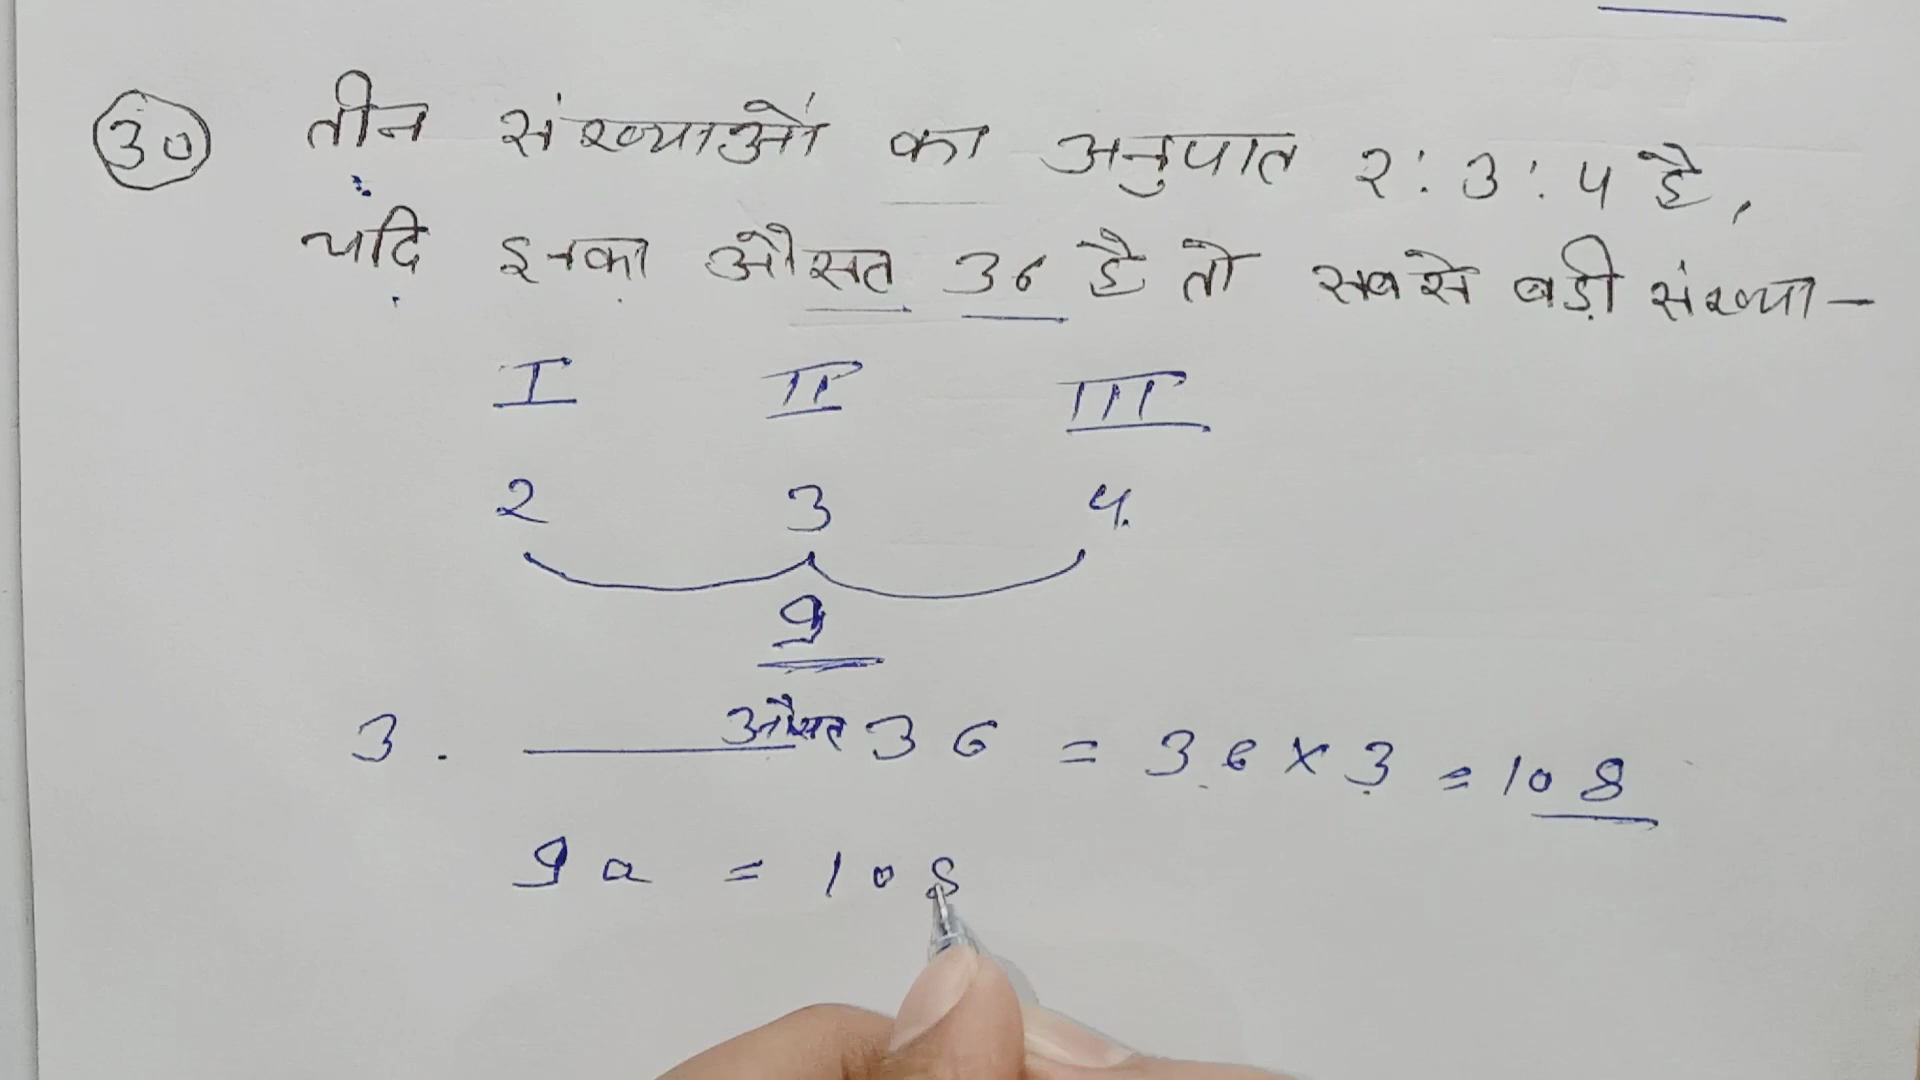 30 तीन संख्याओं का अनुपात 2:3:4 है,
यदि इनका औसत 36 है तो सबसे बड़ी संख्या-
I II III
2 3 4.
9
3. औसत 36 = 36 × 3 = 108
9a = 108